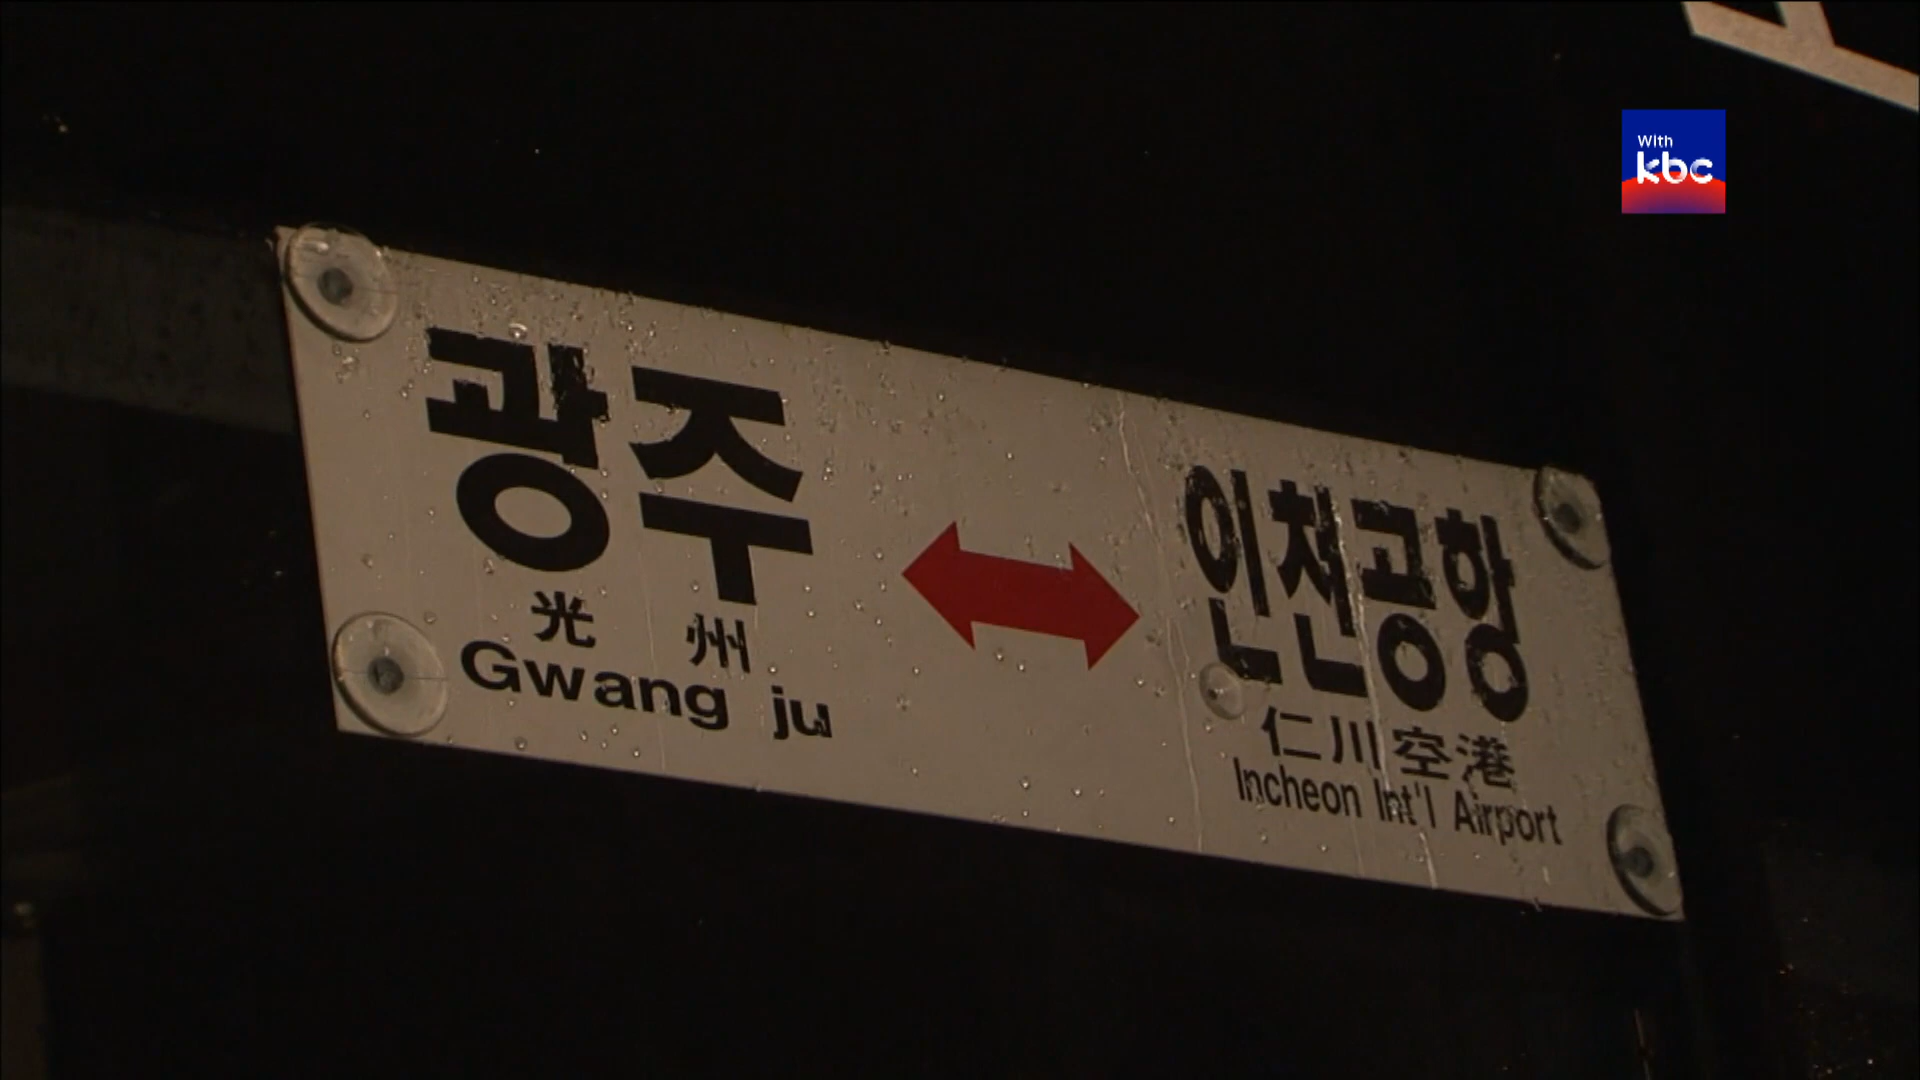 With
kbc
광주
光 州
Gwang ju
인천공항
仁川空港
Incheon Int'l Airport